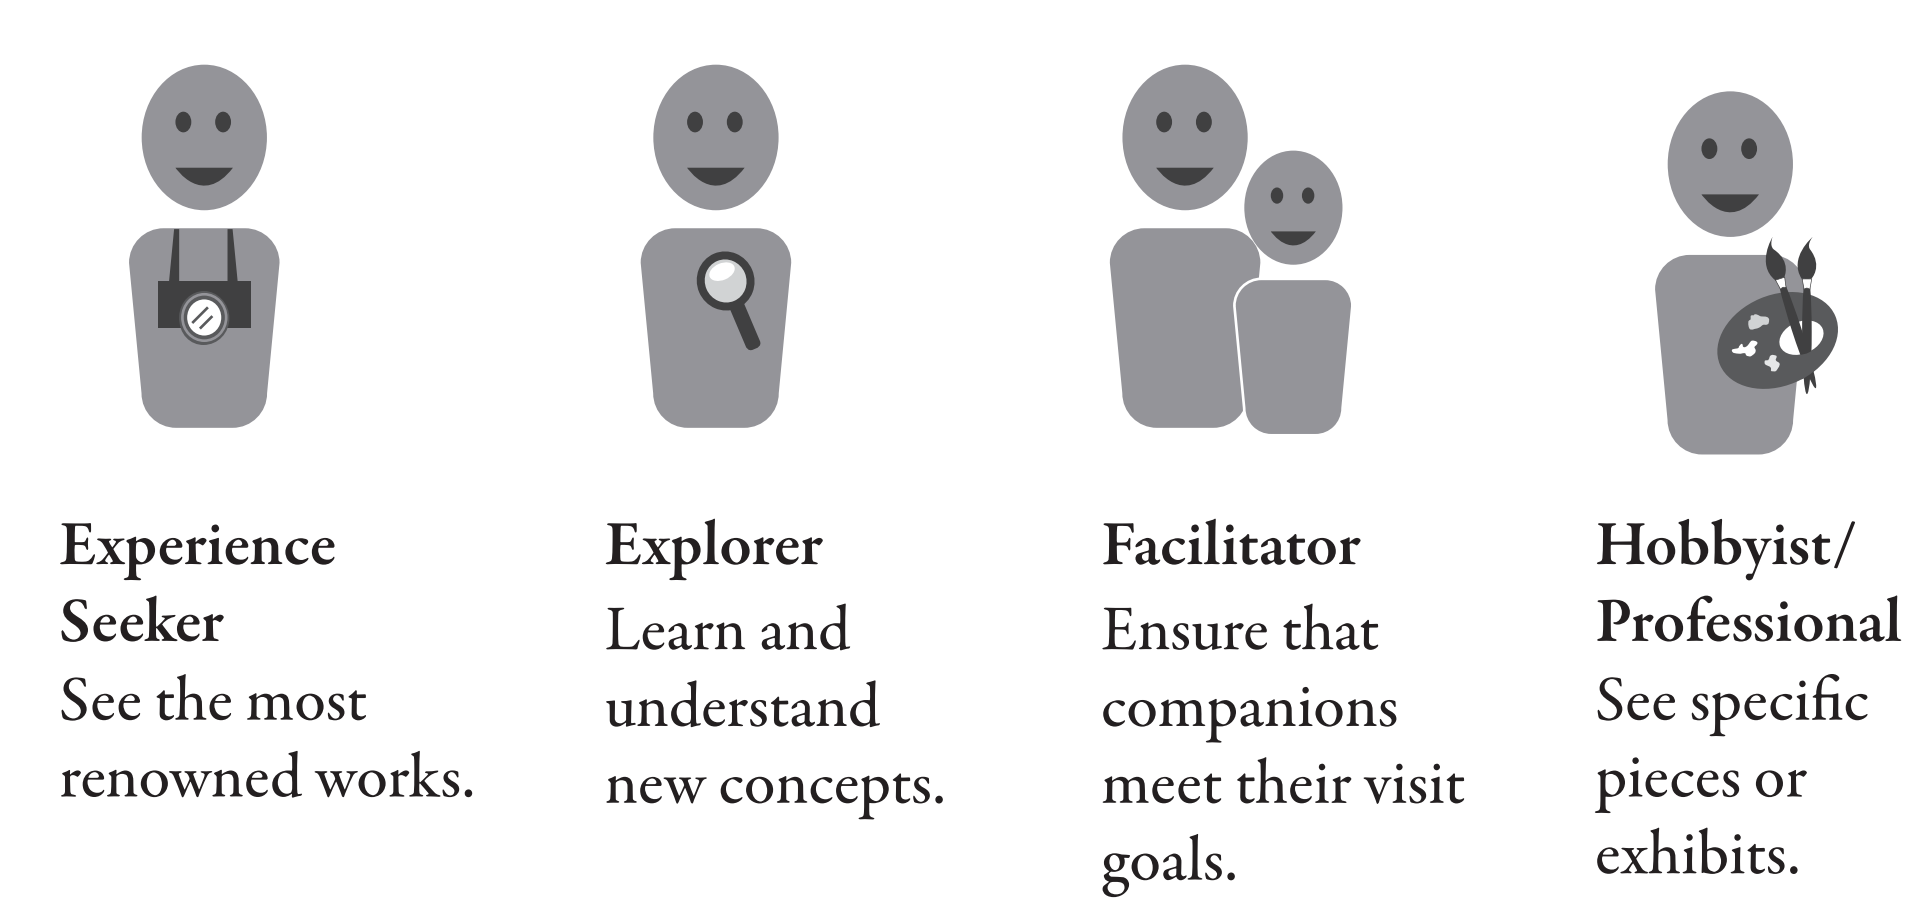 Experience
Seeker
See the most
renowned works.
Explorer
Learn and
understand
new concepts.
Facilitator
Ensure that
companions
meet their visit
goals.
Hobbyist/
Professional
See specific
pieces or
exhibits.